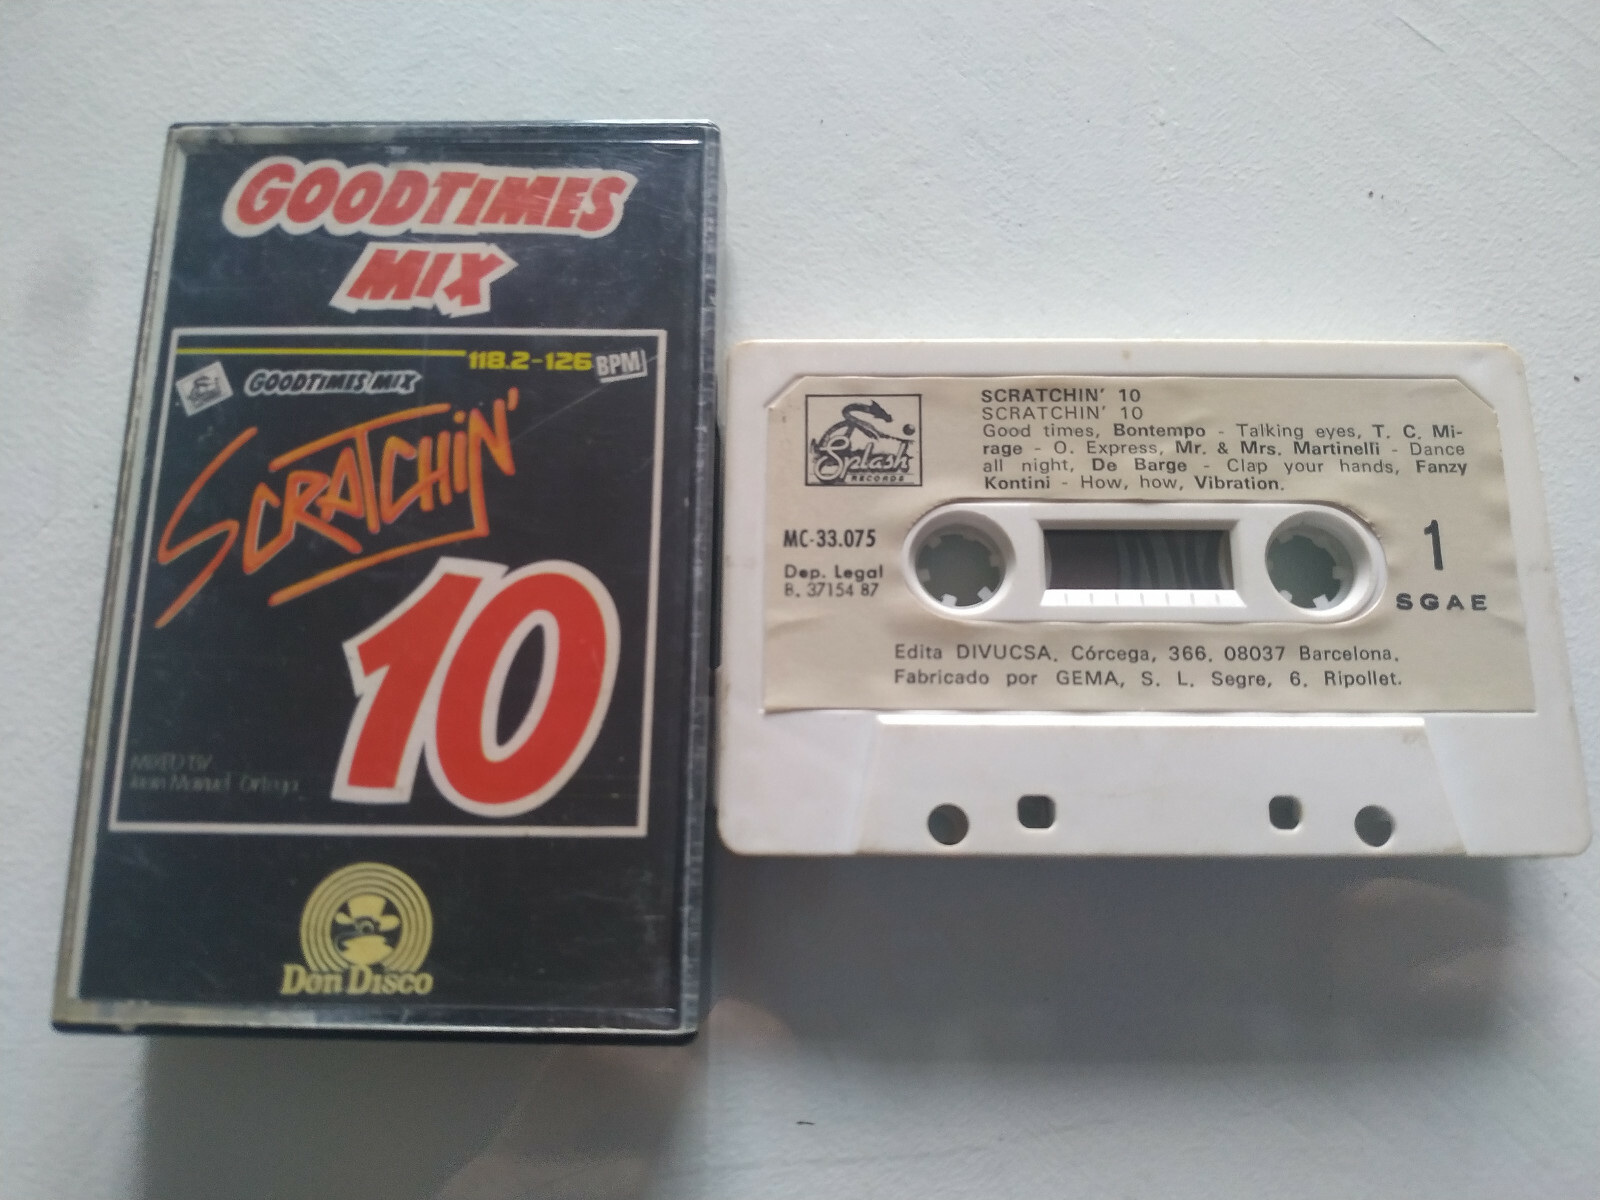 GOODTIMES
MIX
118.2-126 BPM
GOODTIMES MIX
SCRATCHIN'
10
MIXED BY
Juan Manuel Ortega
Don Disco
SCRATCHIN' 10
SCRATCHIN' 10
Good times, Bontempo - Talking eyes, T. C. Mi-
rage - O. Express, Mr. & Mrs. Martinelli - Dance
all night, De Barge - Clap your hands, Fanzy
Kontini - How, how, Vibration.
Splash
RECORDS
MC-33.075
Dep. Legal
B. 37154 87
1
SGAE
Edita DIVUCSA. Córcega, 366. 08037 Barcelona.
Fabricado por GEMA, S. L. Segre, 6. Ripollet.